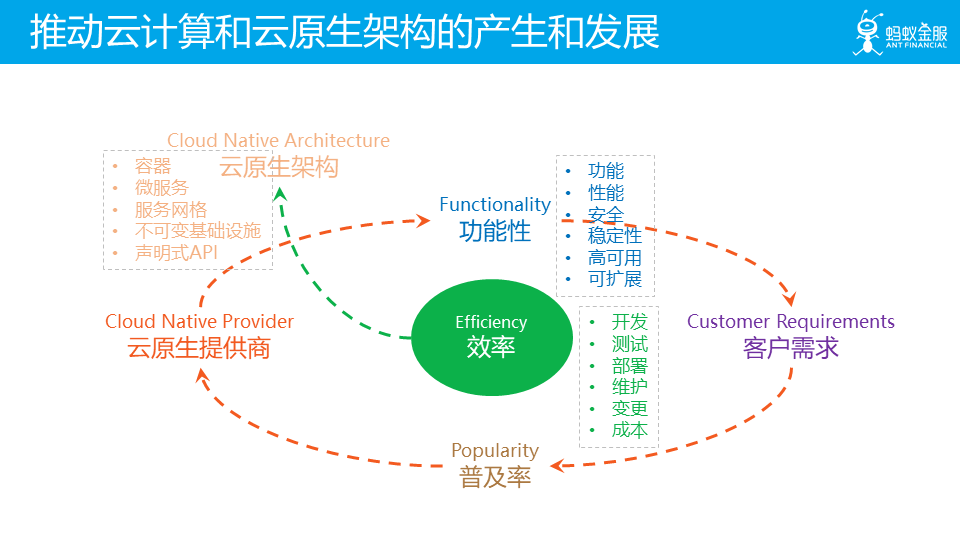 推动云计算和云原生架构的产生和发展
蚂蚁金服
ANT FINANCIAL
Cloud Native Architecture
云原生架构
• 容器
• 微服务
• 服务网格
• 不可变基础设施
• 声明式API
Functionality
功能性
• 功能
• 性能
• 安全
• 稳定性
• 高可用
• 可扩展
Cloud Native Provider
云原生提供商
Efficiency
效率
• 开发
• 测试
• 部署
• 维护
• 变更
• 成本
Customer Requirements
客户需求
Popularity
普及率